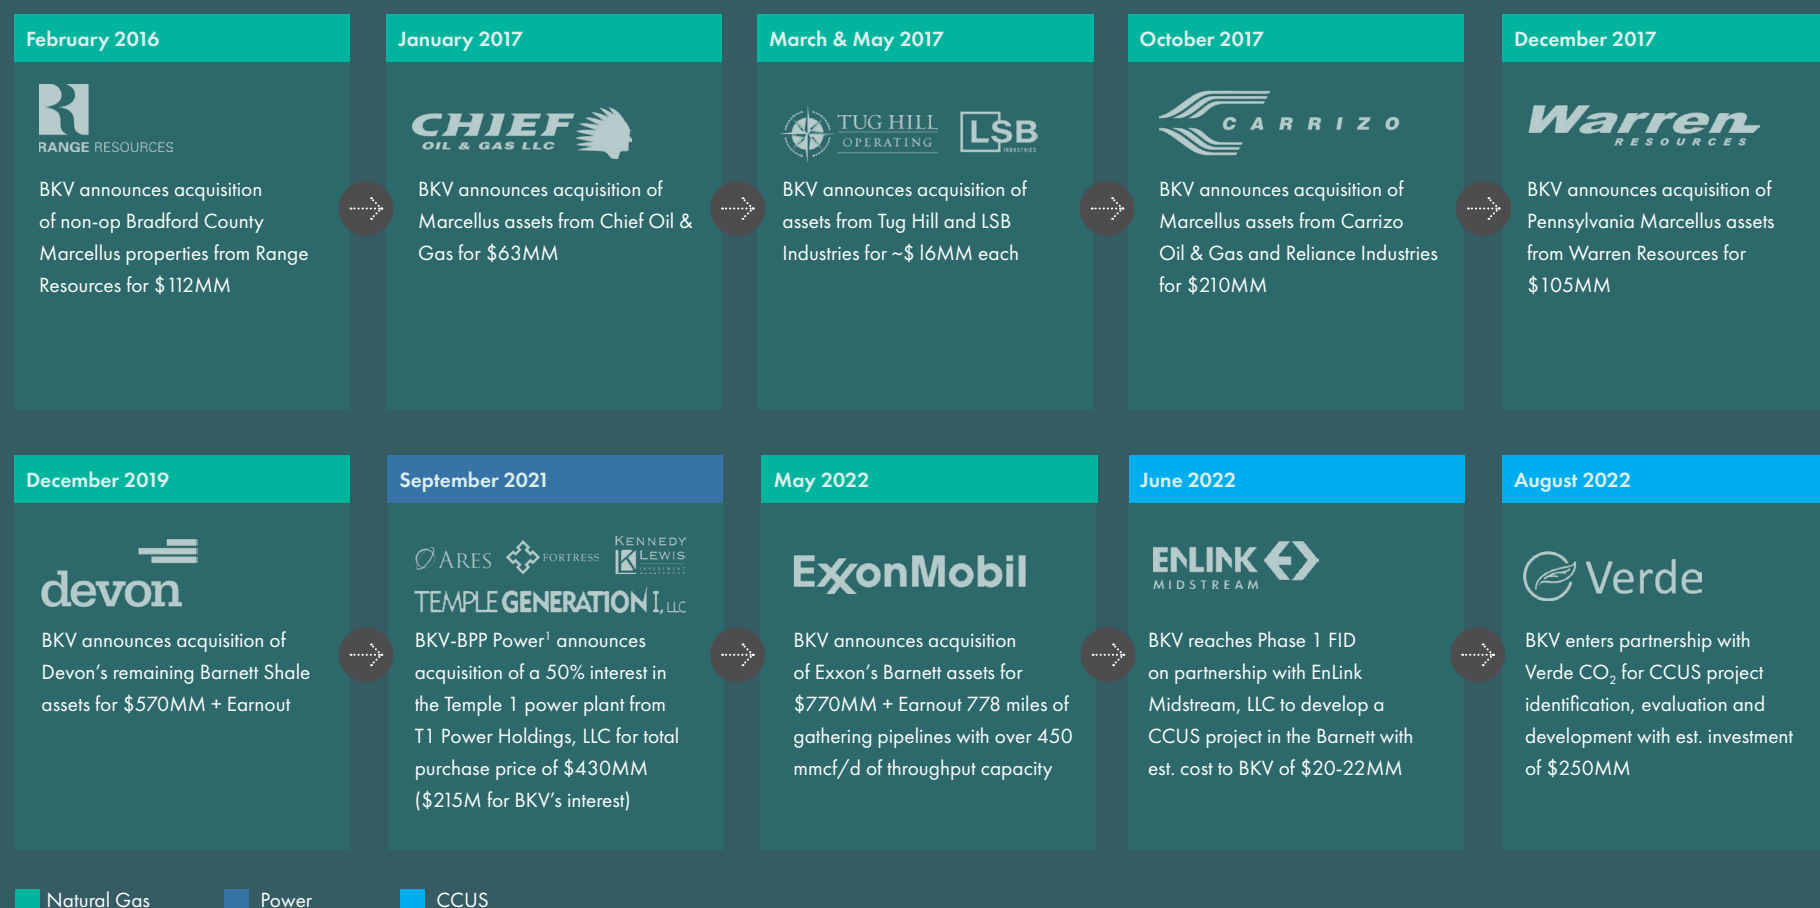 February 2016
RANGE RESOURCES
BKV announces acquisition
of non-op Bradford County
Marcellus properties from Range
Resources for $112MM
January 2017
CHIEF
OIL & GAS LLC
BKV announces acquisition of
Marcellus assets from Chief Oil &
Gas for $63MM
March & May 2017
TUG HILL
OPERATING
LSB
INDUSTRIES
BKV announces acquisition of
assets from Tug Hill and LSB
Industries for ~$ l6MM each
October 2017
CARRIZO
BKV announces acquisition of
Marcellus assets from Carrizo
Oil & Gas and Reliance Industries
for $210MM
December 2017
Warren
RESOURCES
BKV announces acquisition of
Pennsylvania Marcellus assets
from Warren Resources for
$105MM
December 2019
devon
BKV announces acquisition of
Devon’s remaining Barnett Shale
assets for $570MM + Earnout
September 2021
ARES
FORTRESS
KENNEDY
LEWIS
INVESTMENT
MANAGEMENT
TEMPLE GENERATION I, LLC
BKV-BPP Power¹ announces
acquisition of a 50% interest in
the Temple 1 power plant from
T1 Power Holdings, LLC for total
purchase price of $430MM
($215M for BKV’s interest)
May 2022
ExxonMobil
BKV announces acquisition
of Exxon’s Barnett assets for
$770MM + Earnout 778 miles of
gathering pipelines with over 450
mmcf/d of throughput capacity
June 2022
ENLINK
MIDSTREAM
BKV reaches Phase 1 FID
on partnership with EnLink
Midstream, LLC to develop a
CCUS project in the Barnett with
est. cost to BKV of $20-22MM
August 2022
Verde
BKV enters partnership with
Verde CO₂ for CCUS project
identification, evaluation and
development with est. investment
of $250MM
Natural Gas
Power
CCUS